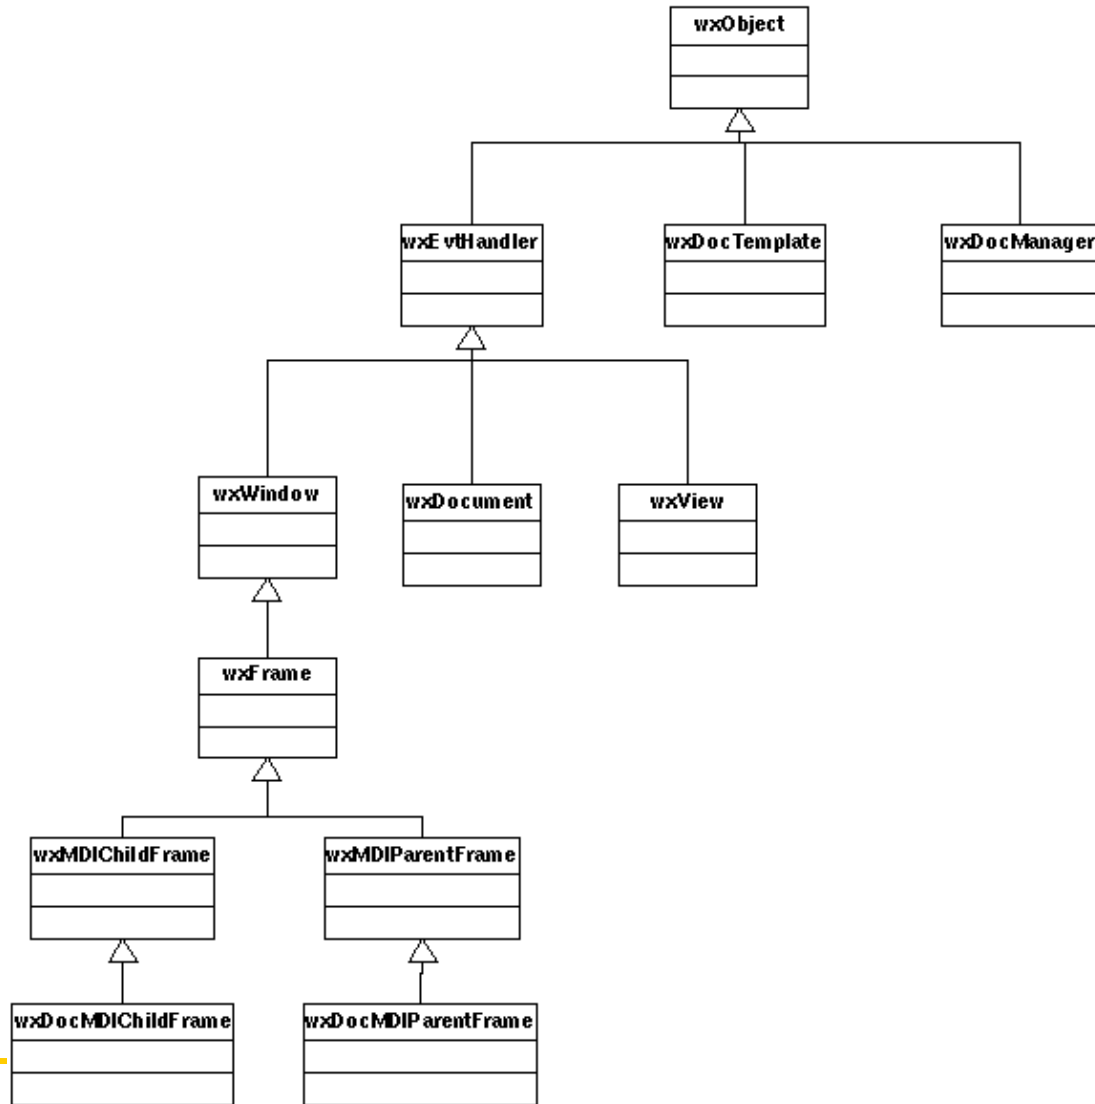 wxObject
wxEvtHandler
wxDocTemplate
wxDocManager
wxWindow
wxDocument
wxView
wxFrame
wxMDIChildFrame
wxMDIParentFrame
wxDocMDIChildFrame
wxDocMDIParentFrame